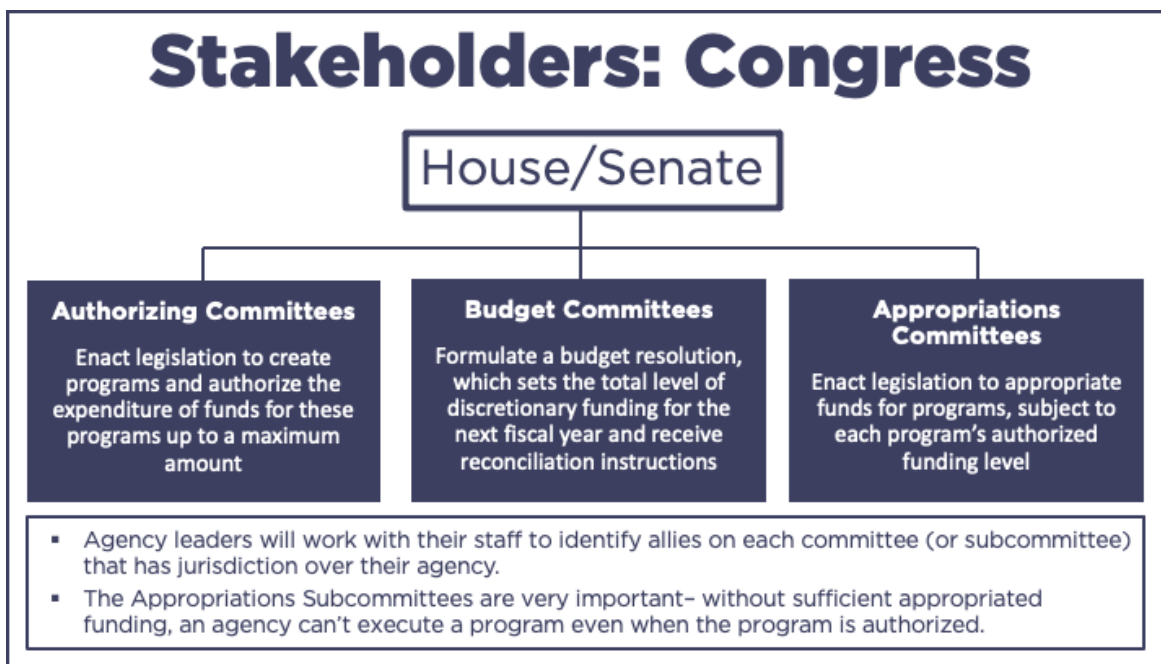 Stakeholders: Congress
House/Senate
Authorizing Committees
Enact legislation to create
programs and authorize the
expenditure of funds for these
programs up to a maximum
amount
Budget Committees
Formulate a budget resolution,
which sets the total level of
discretionary funding for the
next fiscal year and receive
reconciliation instructions
Appropriations
Committees
Enact legislation to appropriate
funds for programs, subject to
each program's authorized
funding level
▪ Agency leaders will work with their staff to identify allies on each committee (or subcommittee)
that has jurisdiction over their agency.
▪ The Appropriations Subcommittees are very important– without sufficient appropriated
funding, an agency can't execute a program even when the program is authorized.